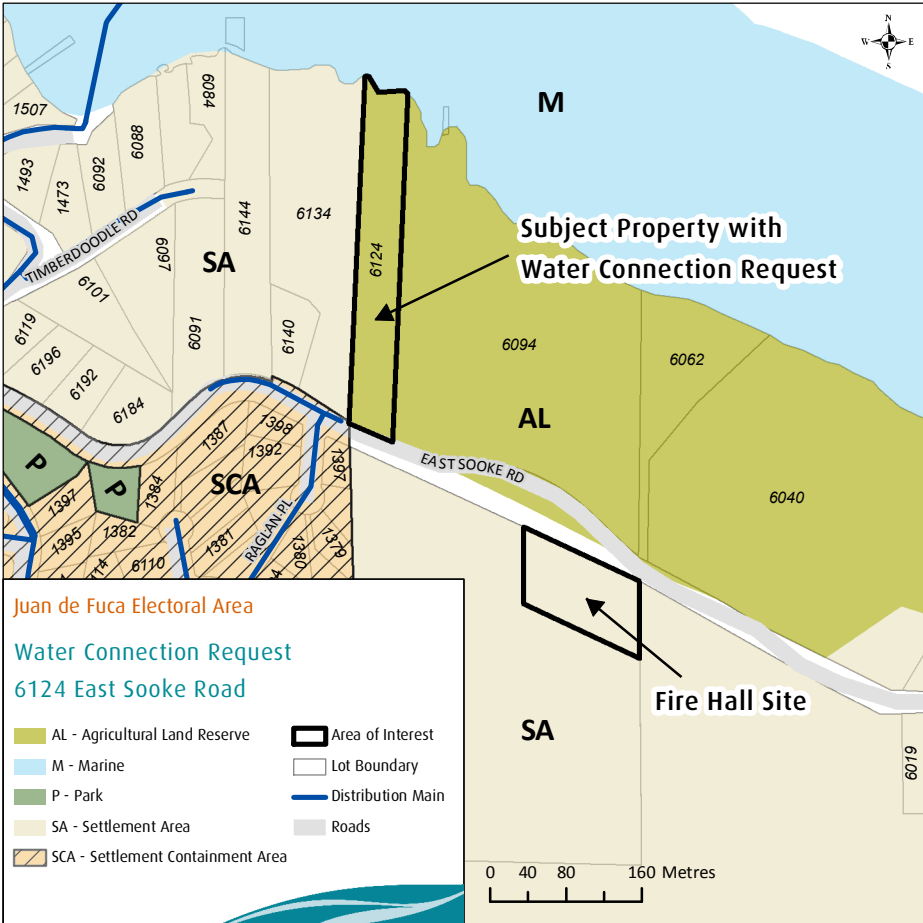 N
W E
S
M
6084
1507
6088
6092
1493
1473
6134
6144
6124
TIMBERDOODLE RD
6097
SA
Subject Property with
Water Connection Request
6101
6119
6091
6140
6094
6062
6196
6192
6184
AL
1398
1387
1392
1397
EAST SOOKE RD
P
P
1384
SCA
6040
1397
1382
1395
1381
RAGLAN PL
1379
1380
6110
Fire Hall Site
SA
6019
Juan de Fuca Electoral Area
Water Connection Request
6124 East Sooke Road
AL - Agricultural Land Reserve
M - Marine
P - Park
SA - Settlement Area
SCA - Settlement Containment Area
Area of Interest
Lot Boundary
Distribution Main
Roads
0 40 80 160 Metres